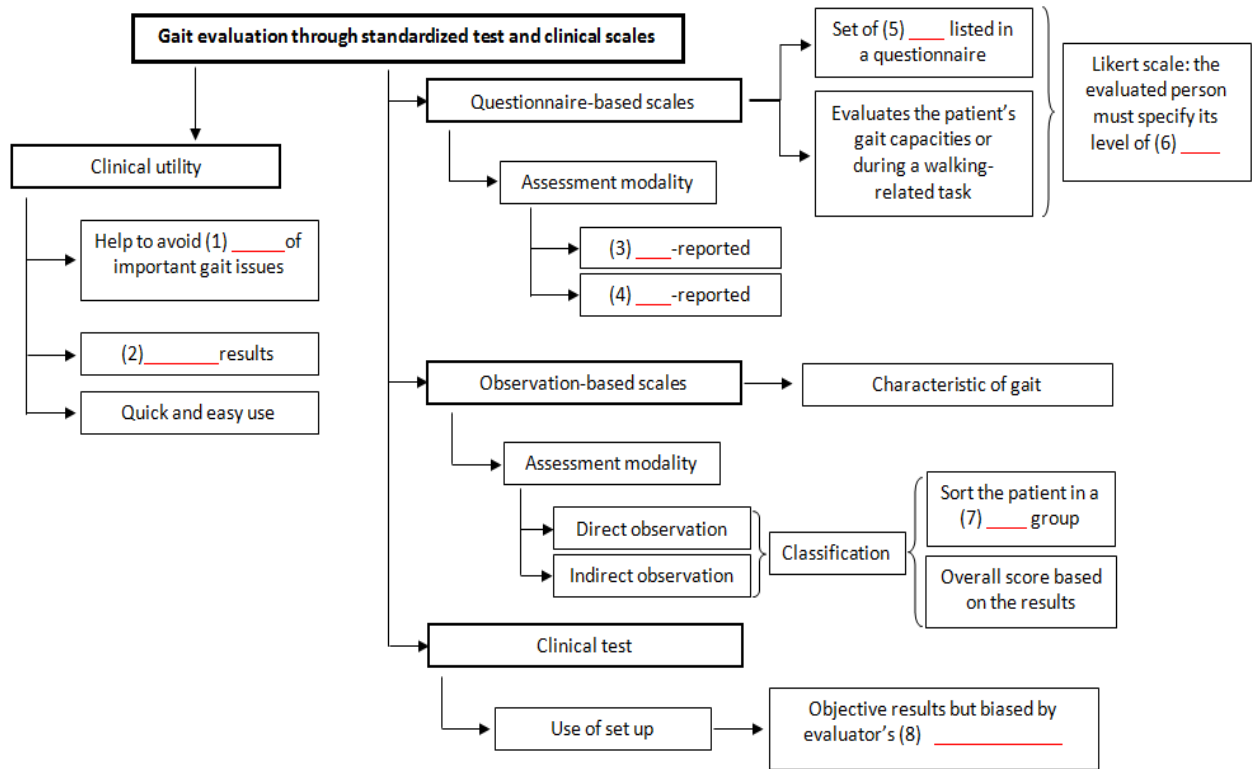 Gait evaluation through standardized test and clinical scales
Clinical utility
Help to avoid (1) _____of
important gait issues
(2)________results
Quick and easy use
Questionnaire-based scales
Assessment modality
(3) ____-reported
(4) ____-reported
Set of (5) ____ listed in
a questionnaire
Evaluates the patient’s
gait capacities or
during a walking-
related task
Likert scale: the
evaluated person
must specify its
level of (6) ____
Observation-based scales
Characteristic of gait
Assessment modality
Direct observation
Indirect observation
Classification
Sort the patient in a
(7) ____ group
Overall score based
on the results
Clinical test
Use of set up
Objective results but biased by
evaluator’s (8) ______________